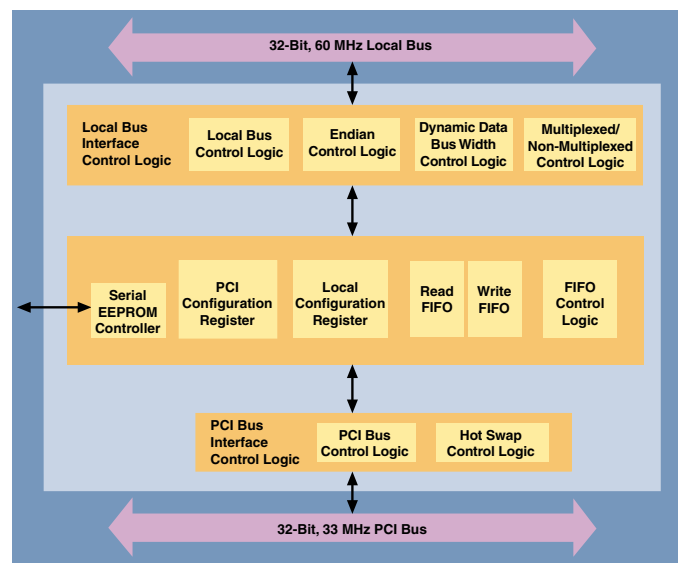 32-Bit, 60 MHz Local Bus
Local Bus
Interface
Control Logic
Local Bus
Control Logic
Endian
Control Logic
Dynamic Data
Bus Width
Control Logic
Multiplexed/
Non-Multiplexed
Control Logic
Serial
EEPROM
Controller
PCI
Configuration
Register
Local
Configuration
Register
Read
FIFO
Write
FIFO
FIFO
Control
Logic
PCI Bus
Interface
Control Logic
PCI Bus
Control Logic
Hot Swap
Control Logic
32-Bit, 33 MHz PCI Bus